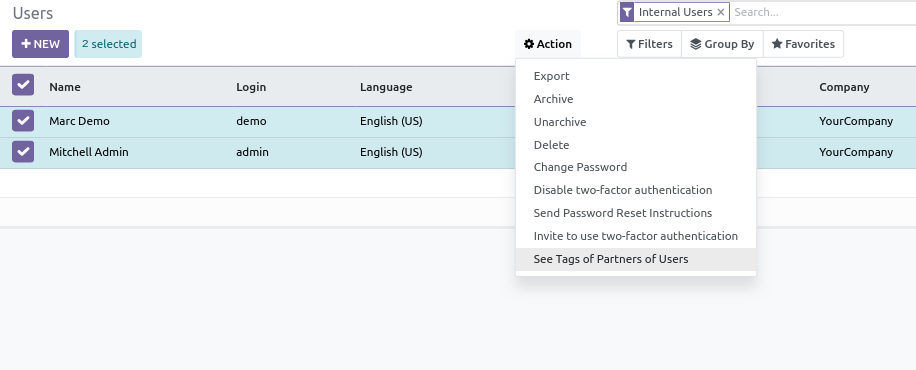 Users
Internal Users × Search...
+ NEW 2 selected Action Filters Group By Favorites
Name Login Language Company
Marc Demo demo English (US) YourCompany
Mitchell Admin admin English (US) YourCompany
Export
Archive
Unarchive
Delete
Change Password
Disable two-factor authentication
Send Password Reset Instructions
Invite to use two-factor authentication
See Tags of Partners of Users